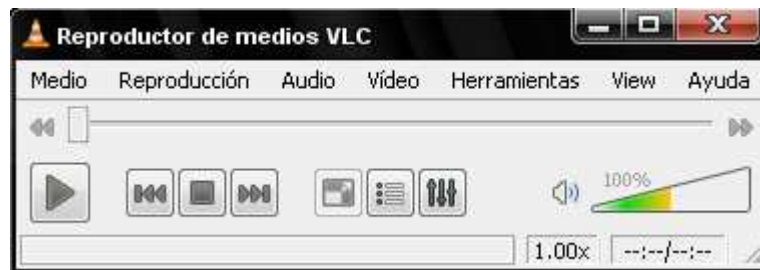 Reproductor de medios VLC
Medio Reproducción Audio Vídeo Herramientas View Ayuda
100%
1.00x --:--/--:--